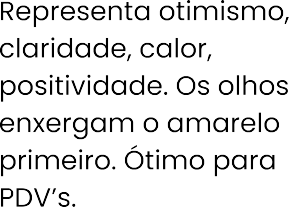 Representa otimismo,
claridade, calor,
positividade. Os olhos
enxergam o amarelo
primeiro. Ótimo para
PDV’s.